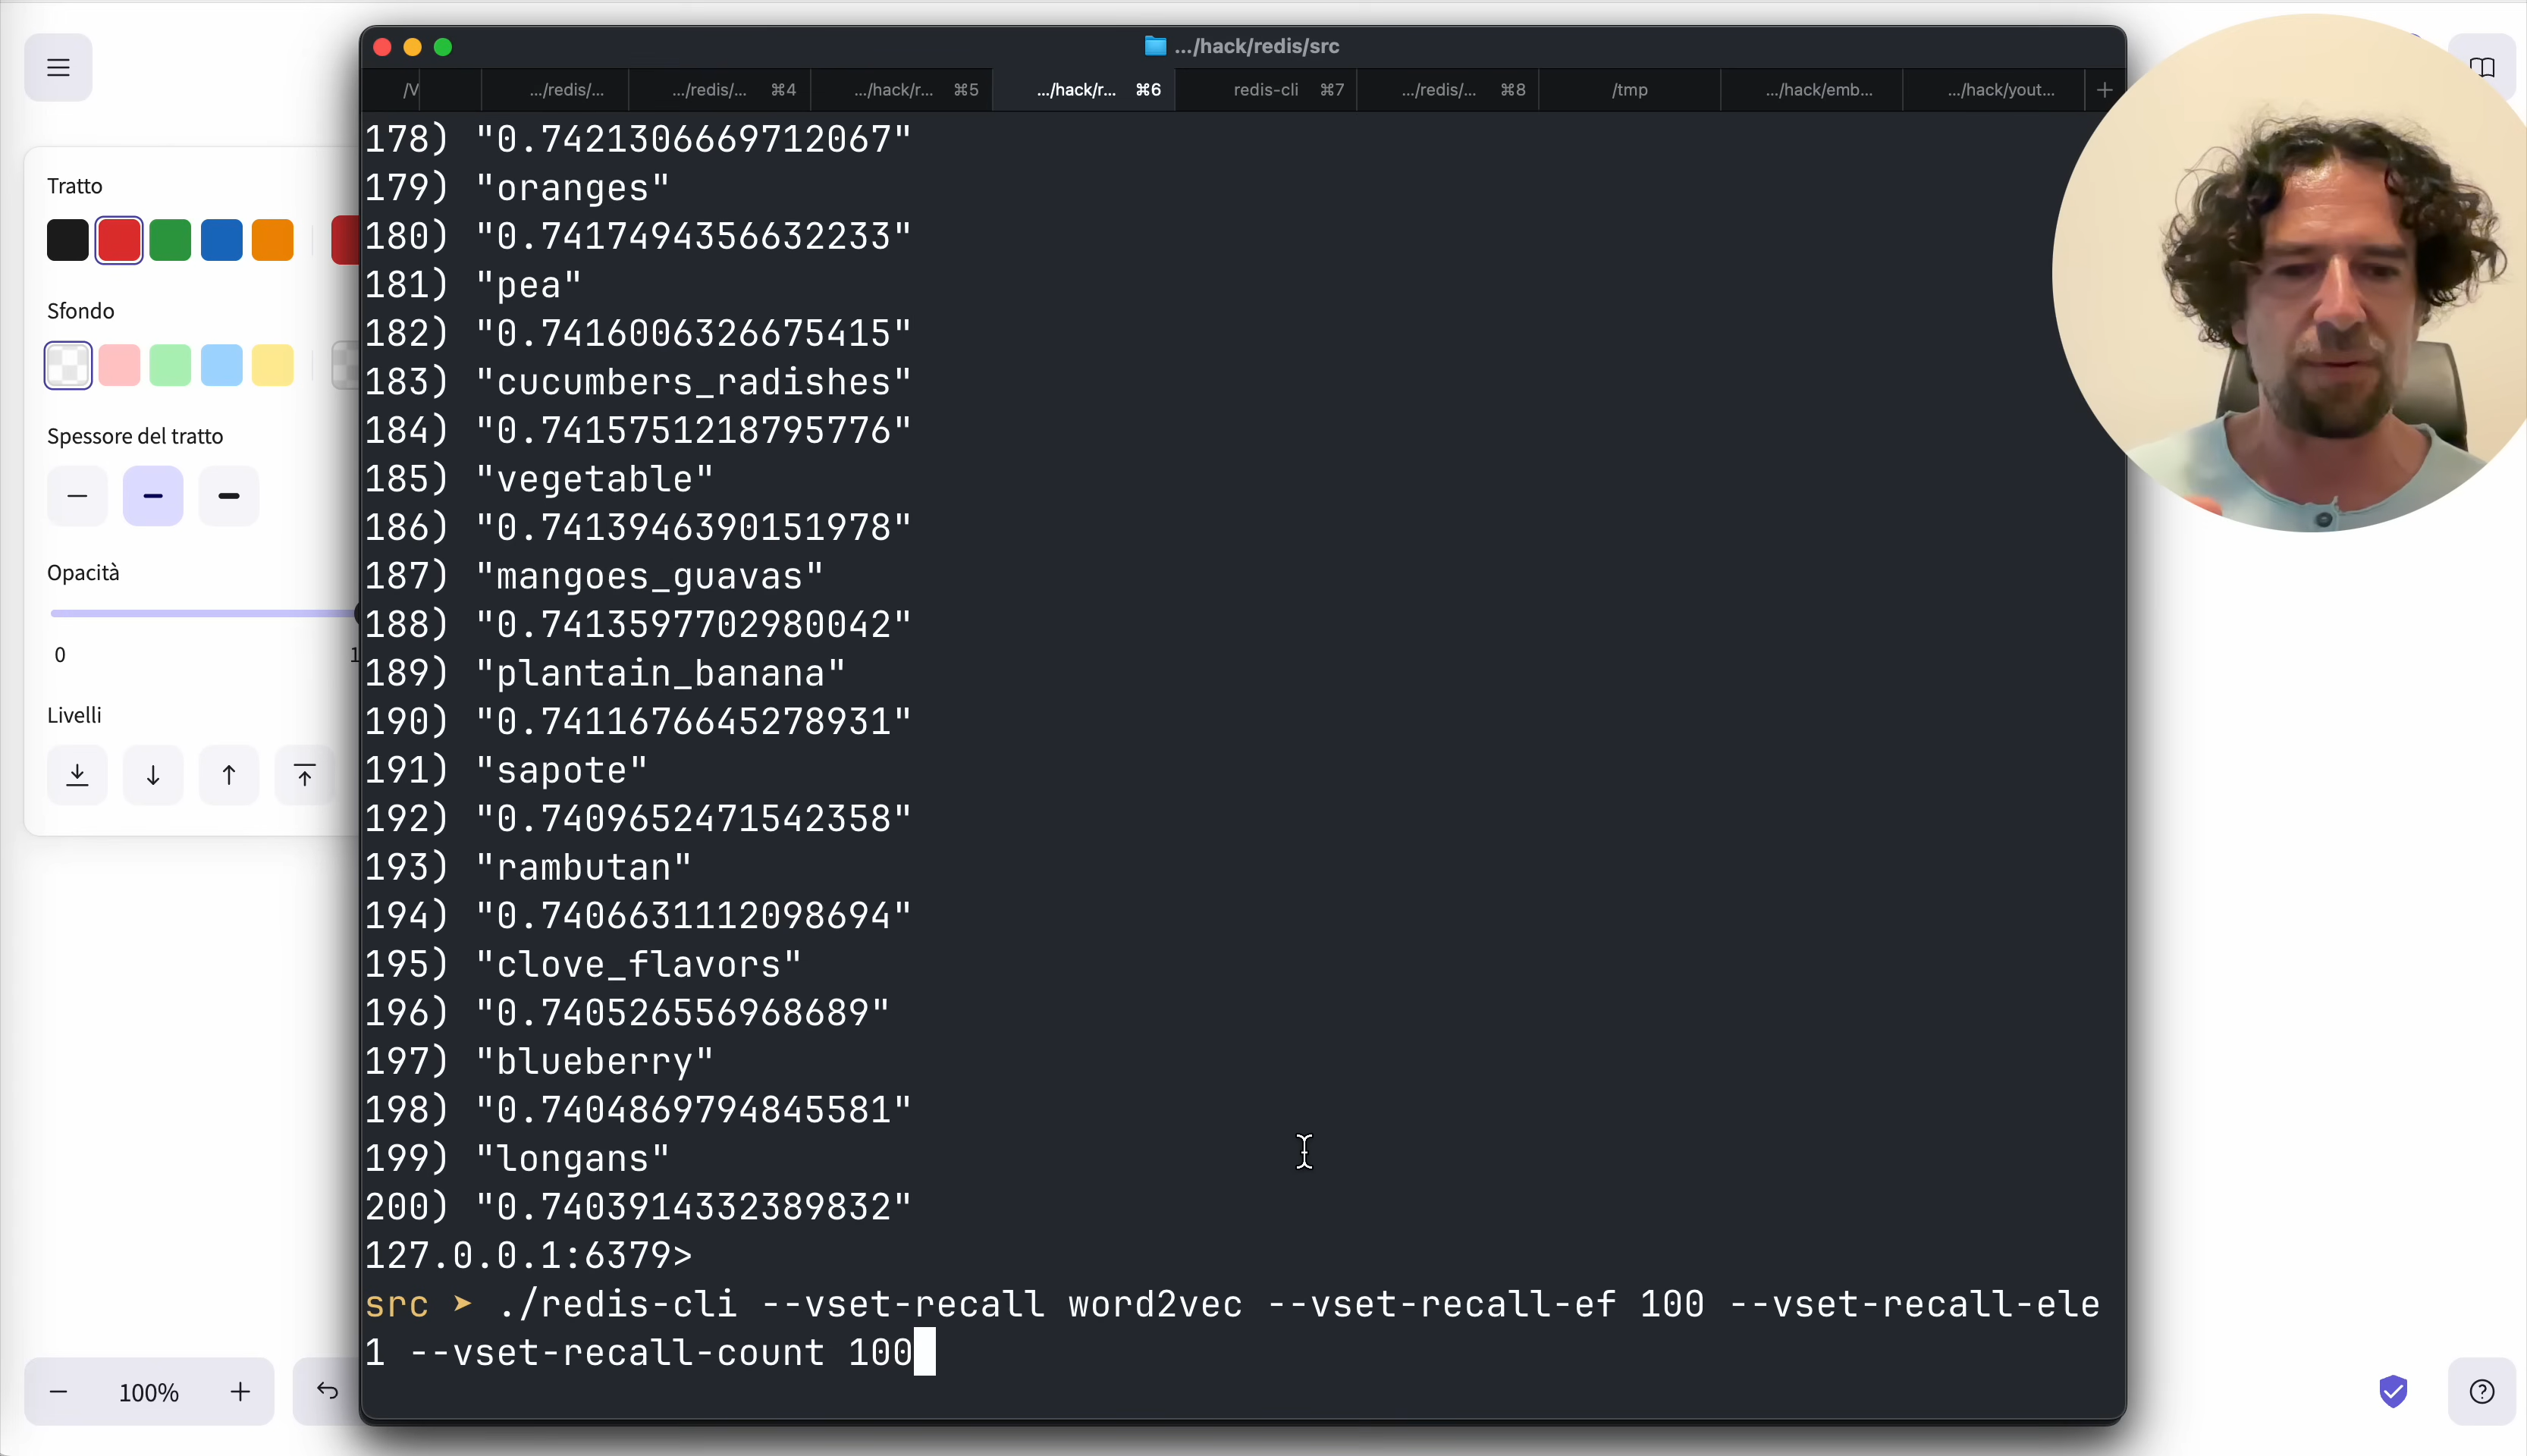 .../hack/redis/src
/V
.../redis/...
.../redis/... ⌘4
.../hack/r... ⌘5
.../hack/r... ⌘6
redis-cli ⌘7
.../redis/... ⌘8
/tmp
.../hack/emb...
.../hack/yout...
Tratto
Sfondo
Spessore del tratto
Opacità
0
1
Livelli
100%
178) "0.7421306669712067"
179) "oranges"
180) "0.7417494356632233"
181) "pea"
182) "0.7416006326675415"
183) "cucumbers_radishes"
184) "0.7415751218795776"
185) "vegetable"
186) "0.7413946390151978"
187) "mangoes_guavas"
188) "0.7413597702980042"
189) "plantain_banana"
190) "0.7411676645278931"
191) "sapote"
192) "0.7409652471542358"
193) "rambutan"
194) "0.7406631112098694"
195) "clove_flavors"
196) "0.740526556968689"
197) "blueberry"
198) "0.7404869794845581"
199) "longans"
200) "0.7403914332389832"
127.0.0.1:6379>
src ➤ ./redis-cli --vset-recall word2vec --vset-recall-ef 100 --vset-recall-ele
1 --vset-recall-count 100